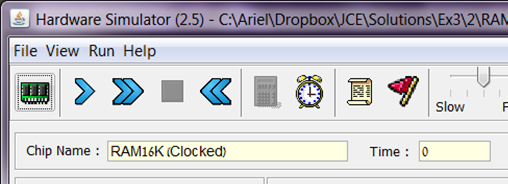 Hardware Simulator (2.5) - C:\Ariel\Dropbox\JCE\Solutions\Ex3\2\RAM
File View Run Help
Slow
Chip Name : RAM16K (Clocked) Time : 0